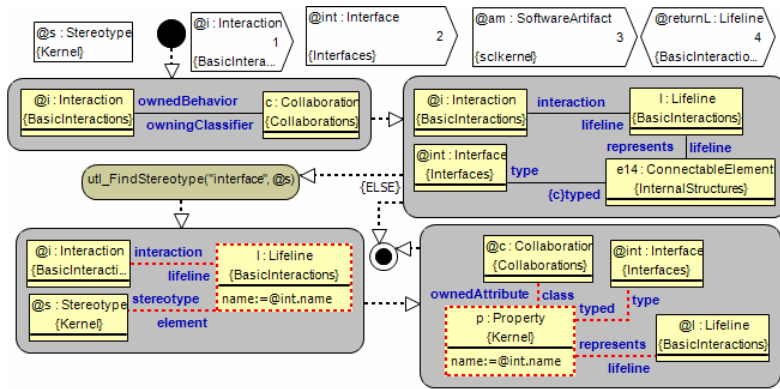 @s : Stereotype
{Kernel}
@i : Interaction
1
{BasicIntera...
@int : Interface
2
{Interfaces}
@am : SoftwareArtifact
3
{sclkernel}
@returnL : Lifeline
4
{BasicInteractio...
@i : Interaction
{BasicInteractions}
ownedBehavior
owningClassifier
c : Collaboration
{Collaborations}
@i : Interaction
{BasicInteractions}
interaction
lifeline
l : Lifeline
{BasicInteractions}
represents
lifeline
@int : Interface
{Interfaces}
type
{c}typed
e14 : ConnectableElement
{InternalStructures}
utl_FindStereotype("interface", @s)
{ELSE}
@i : Interaction
{BasicInteracti...
interaction
lifeline
l : Lifeline
{BasicInteractions}
name:=@int.name
@s : Stereotype
{Kernel}
stereotype
element
@c : Collaboration
{Collaborations}
@int : Interface
{Interfaces}
ownedAttribute
class
typed
type
p : Property
{Kernel}
name:=@int.name
represents
lifeline
@l : Lifeline
{BasicInteractions}